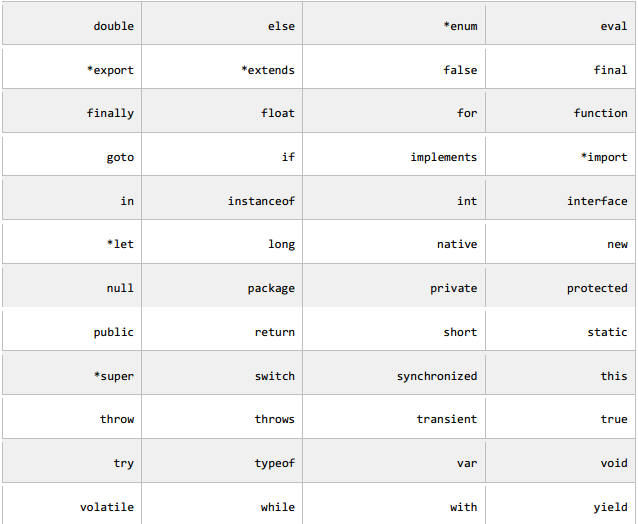 double else *enum eval
*export *extends false final
finally float for function
goto if implements *import
in instanceof int interface
*let long native new
null package private protected
public return short static
*super switch synchronized this
throw throws transient true
try typeof var void
volatile while with yield